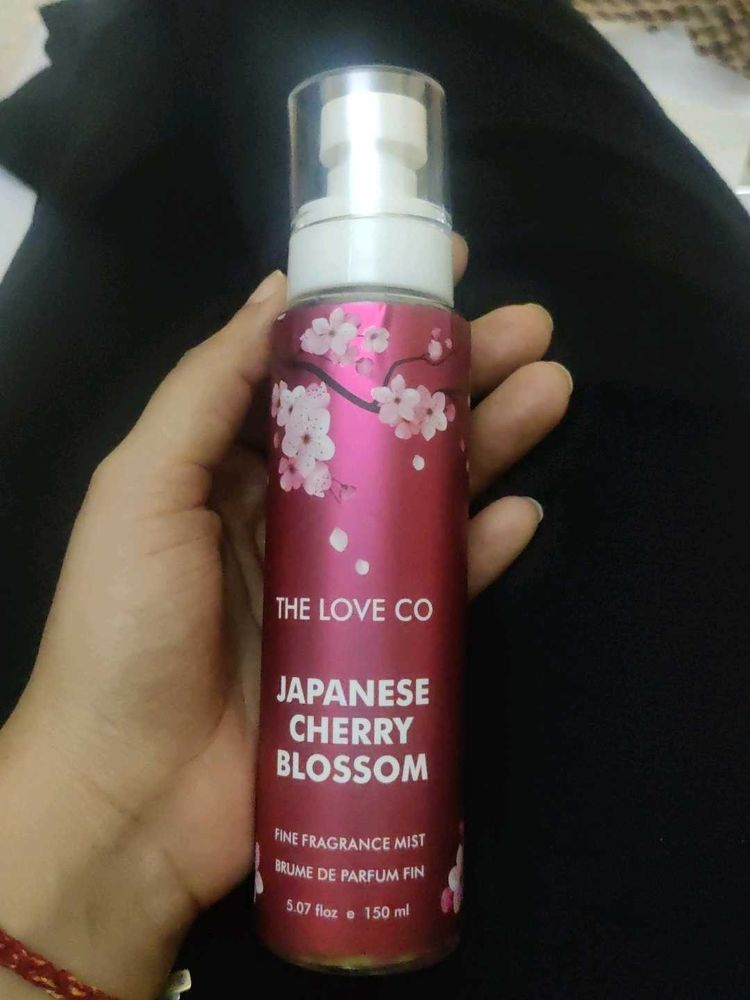 THE LOVE CO
JAPANESE
CHERRY
BLOSSOM
FINE FRAGRANCE MIST
BRUME DE PARFUM FIN
5.07 floz e 150 ml